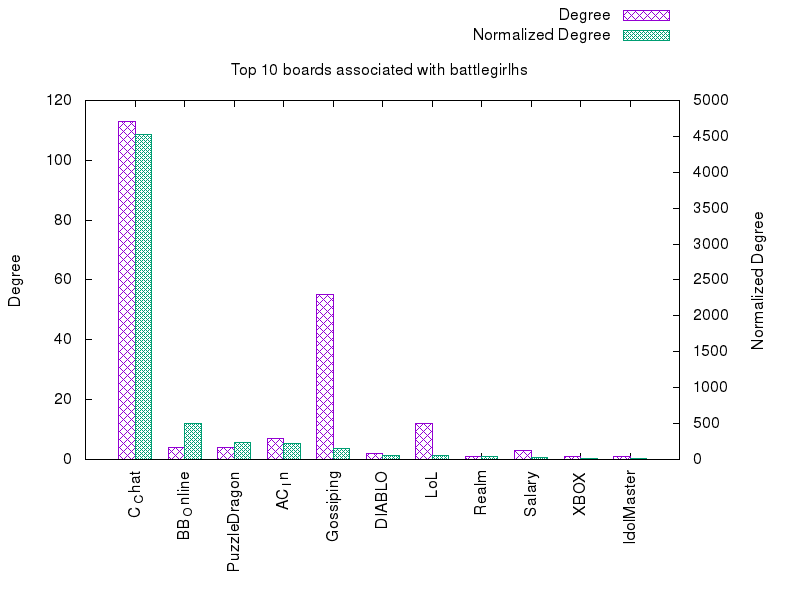 Degree
Normalized Degree
Top 10 boards associated with battlegirlhs
120
100
80
60
40
20
0
5000
4500
4000
3500
3000
2500
2000
1500
1000
500
0
Degree
Normalized Degree
C_Chat
BB_Online
PuzzleDragon
AC_In
Gossiping
DIABLO
LoL
Realm
Salary
XBOX
IdolMaster